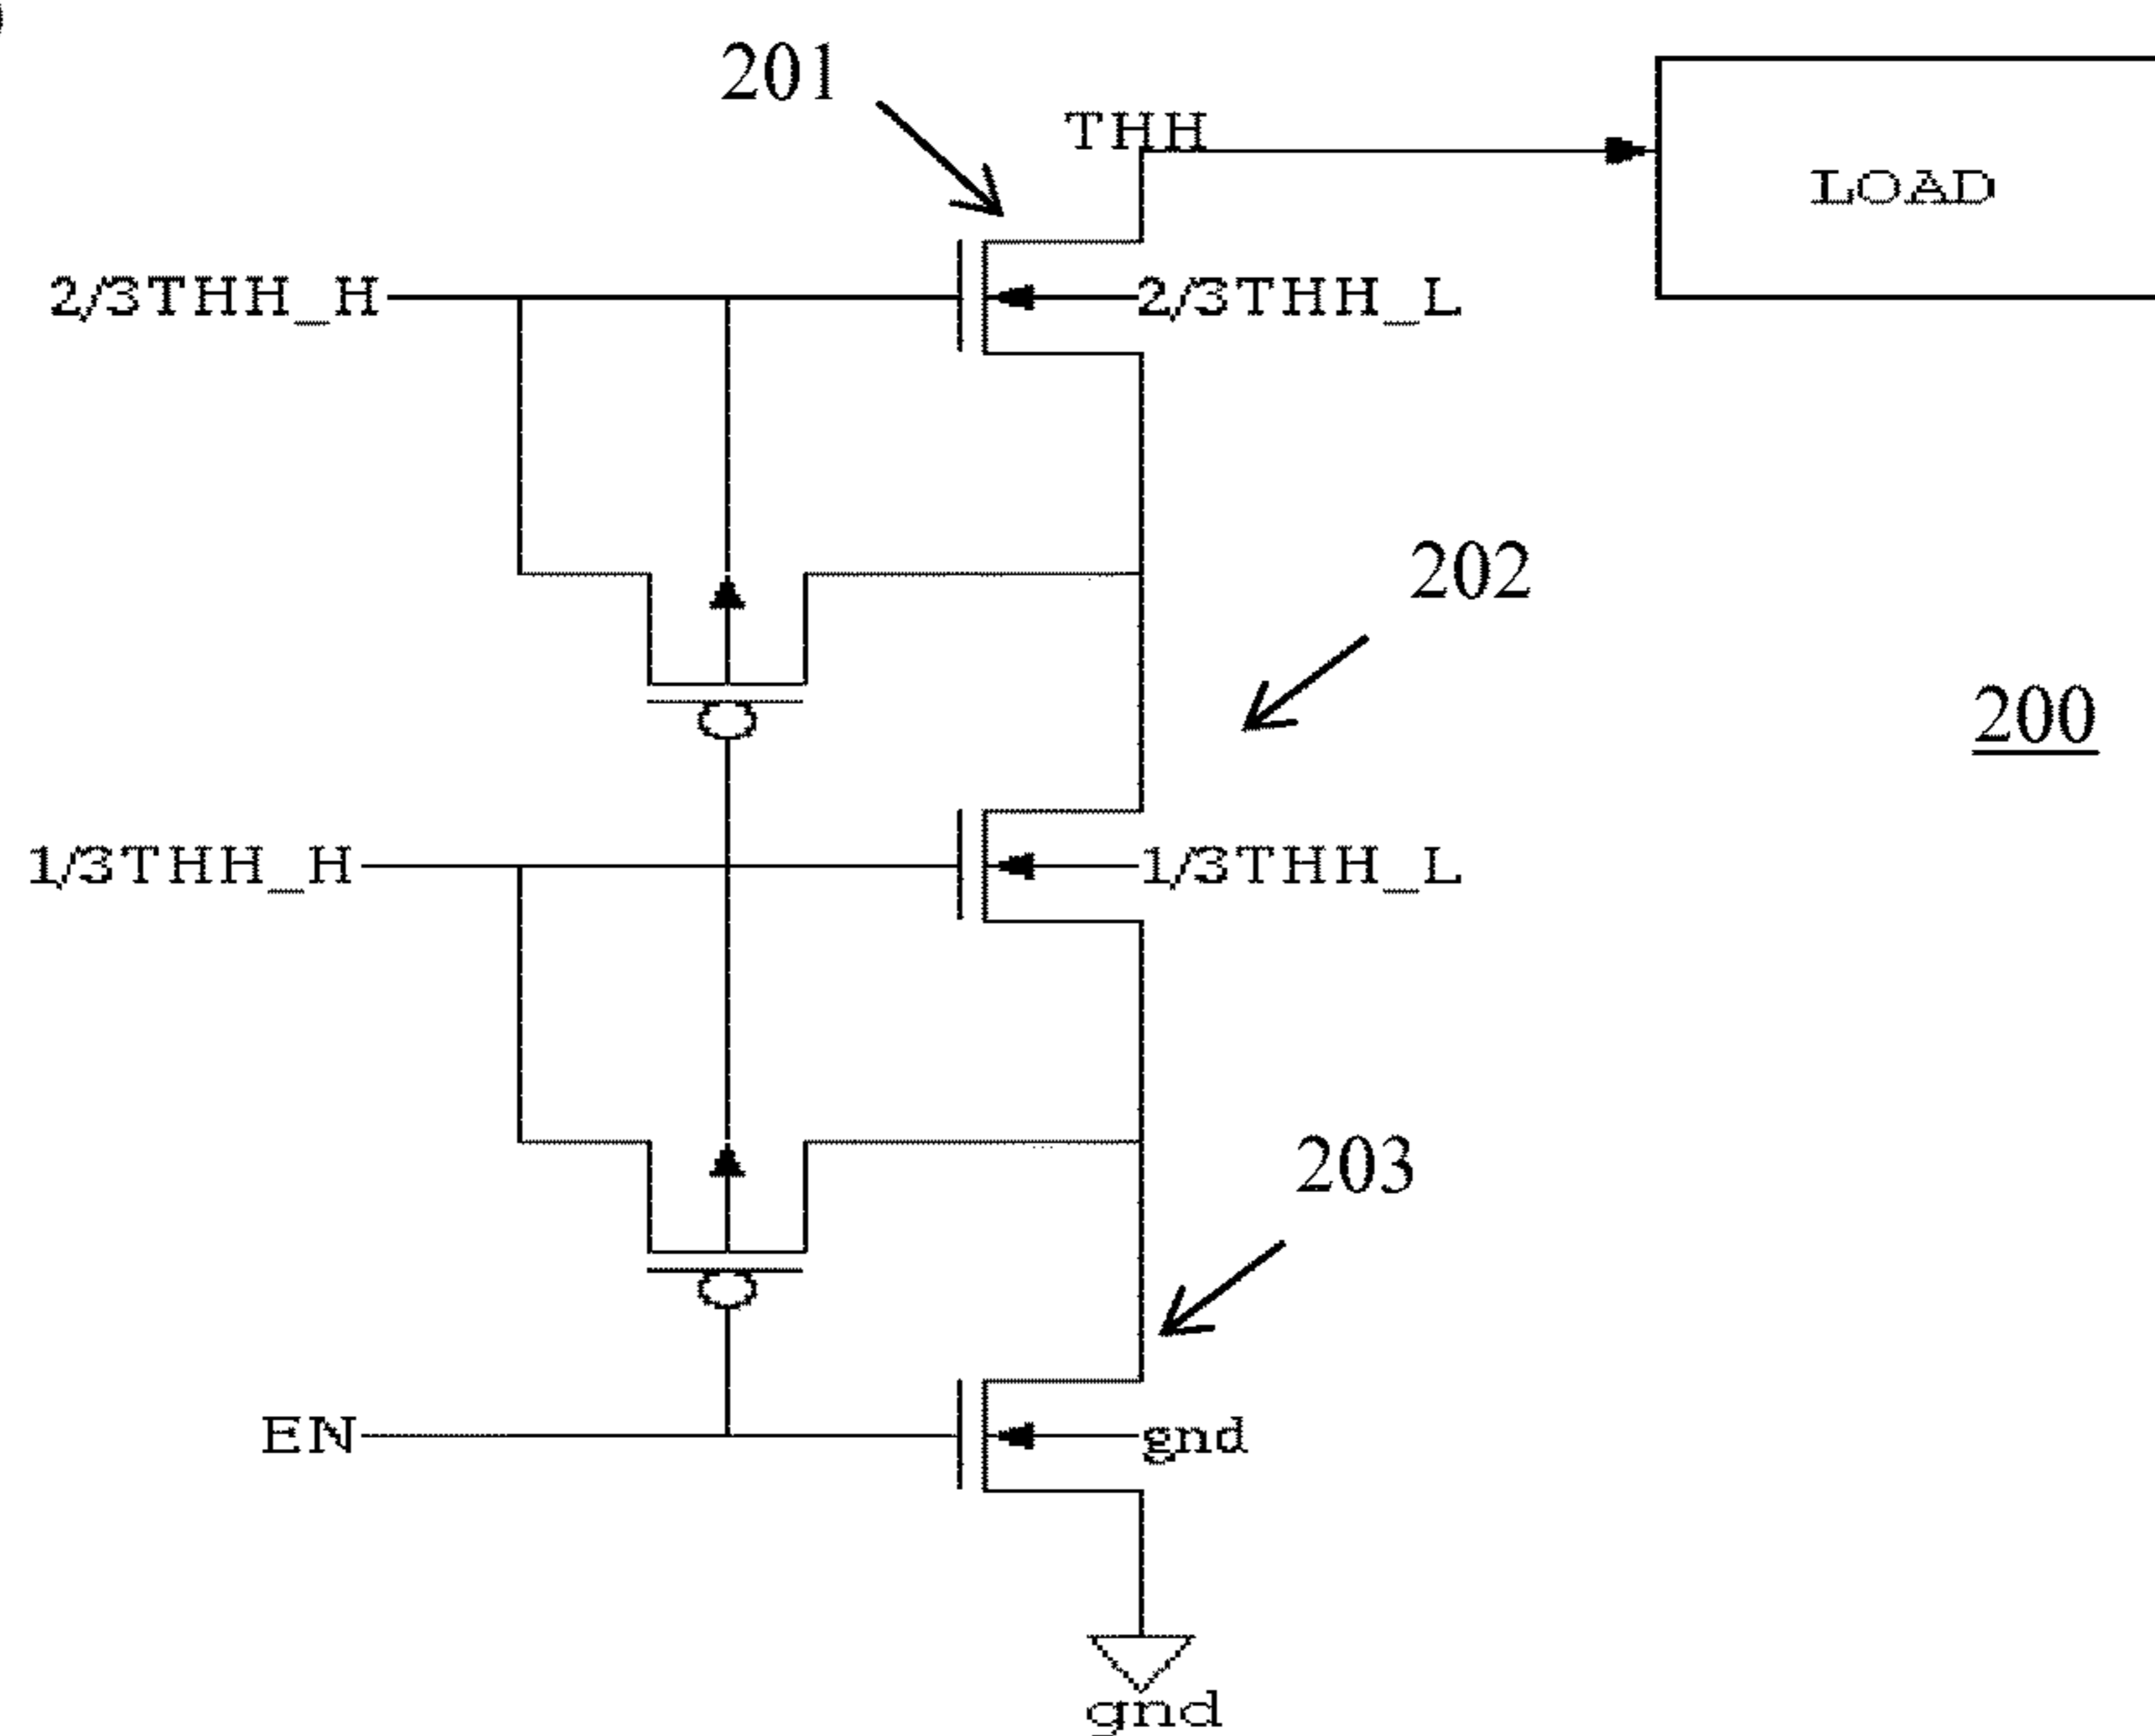 201
THH
LOAD
2/3THH_H
2/3THH_L
202
200
1/3THH_H
1/3THH_L
203
EN
gnd
gnd